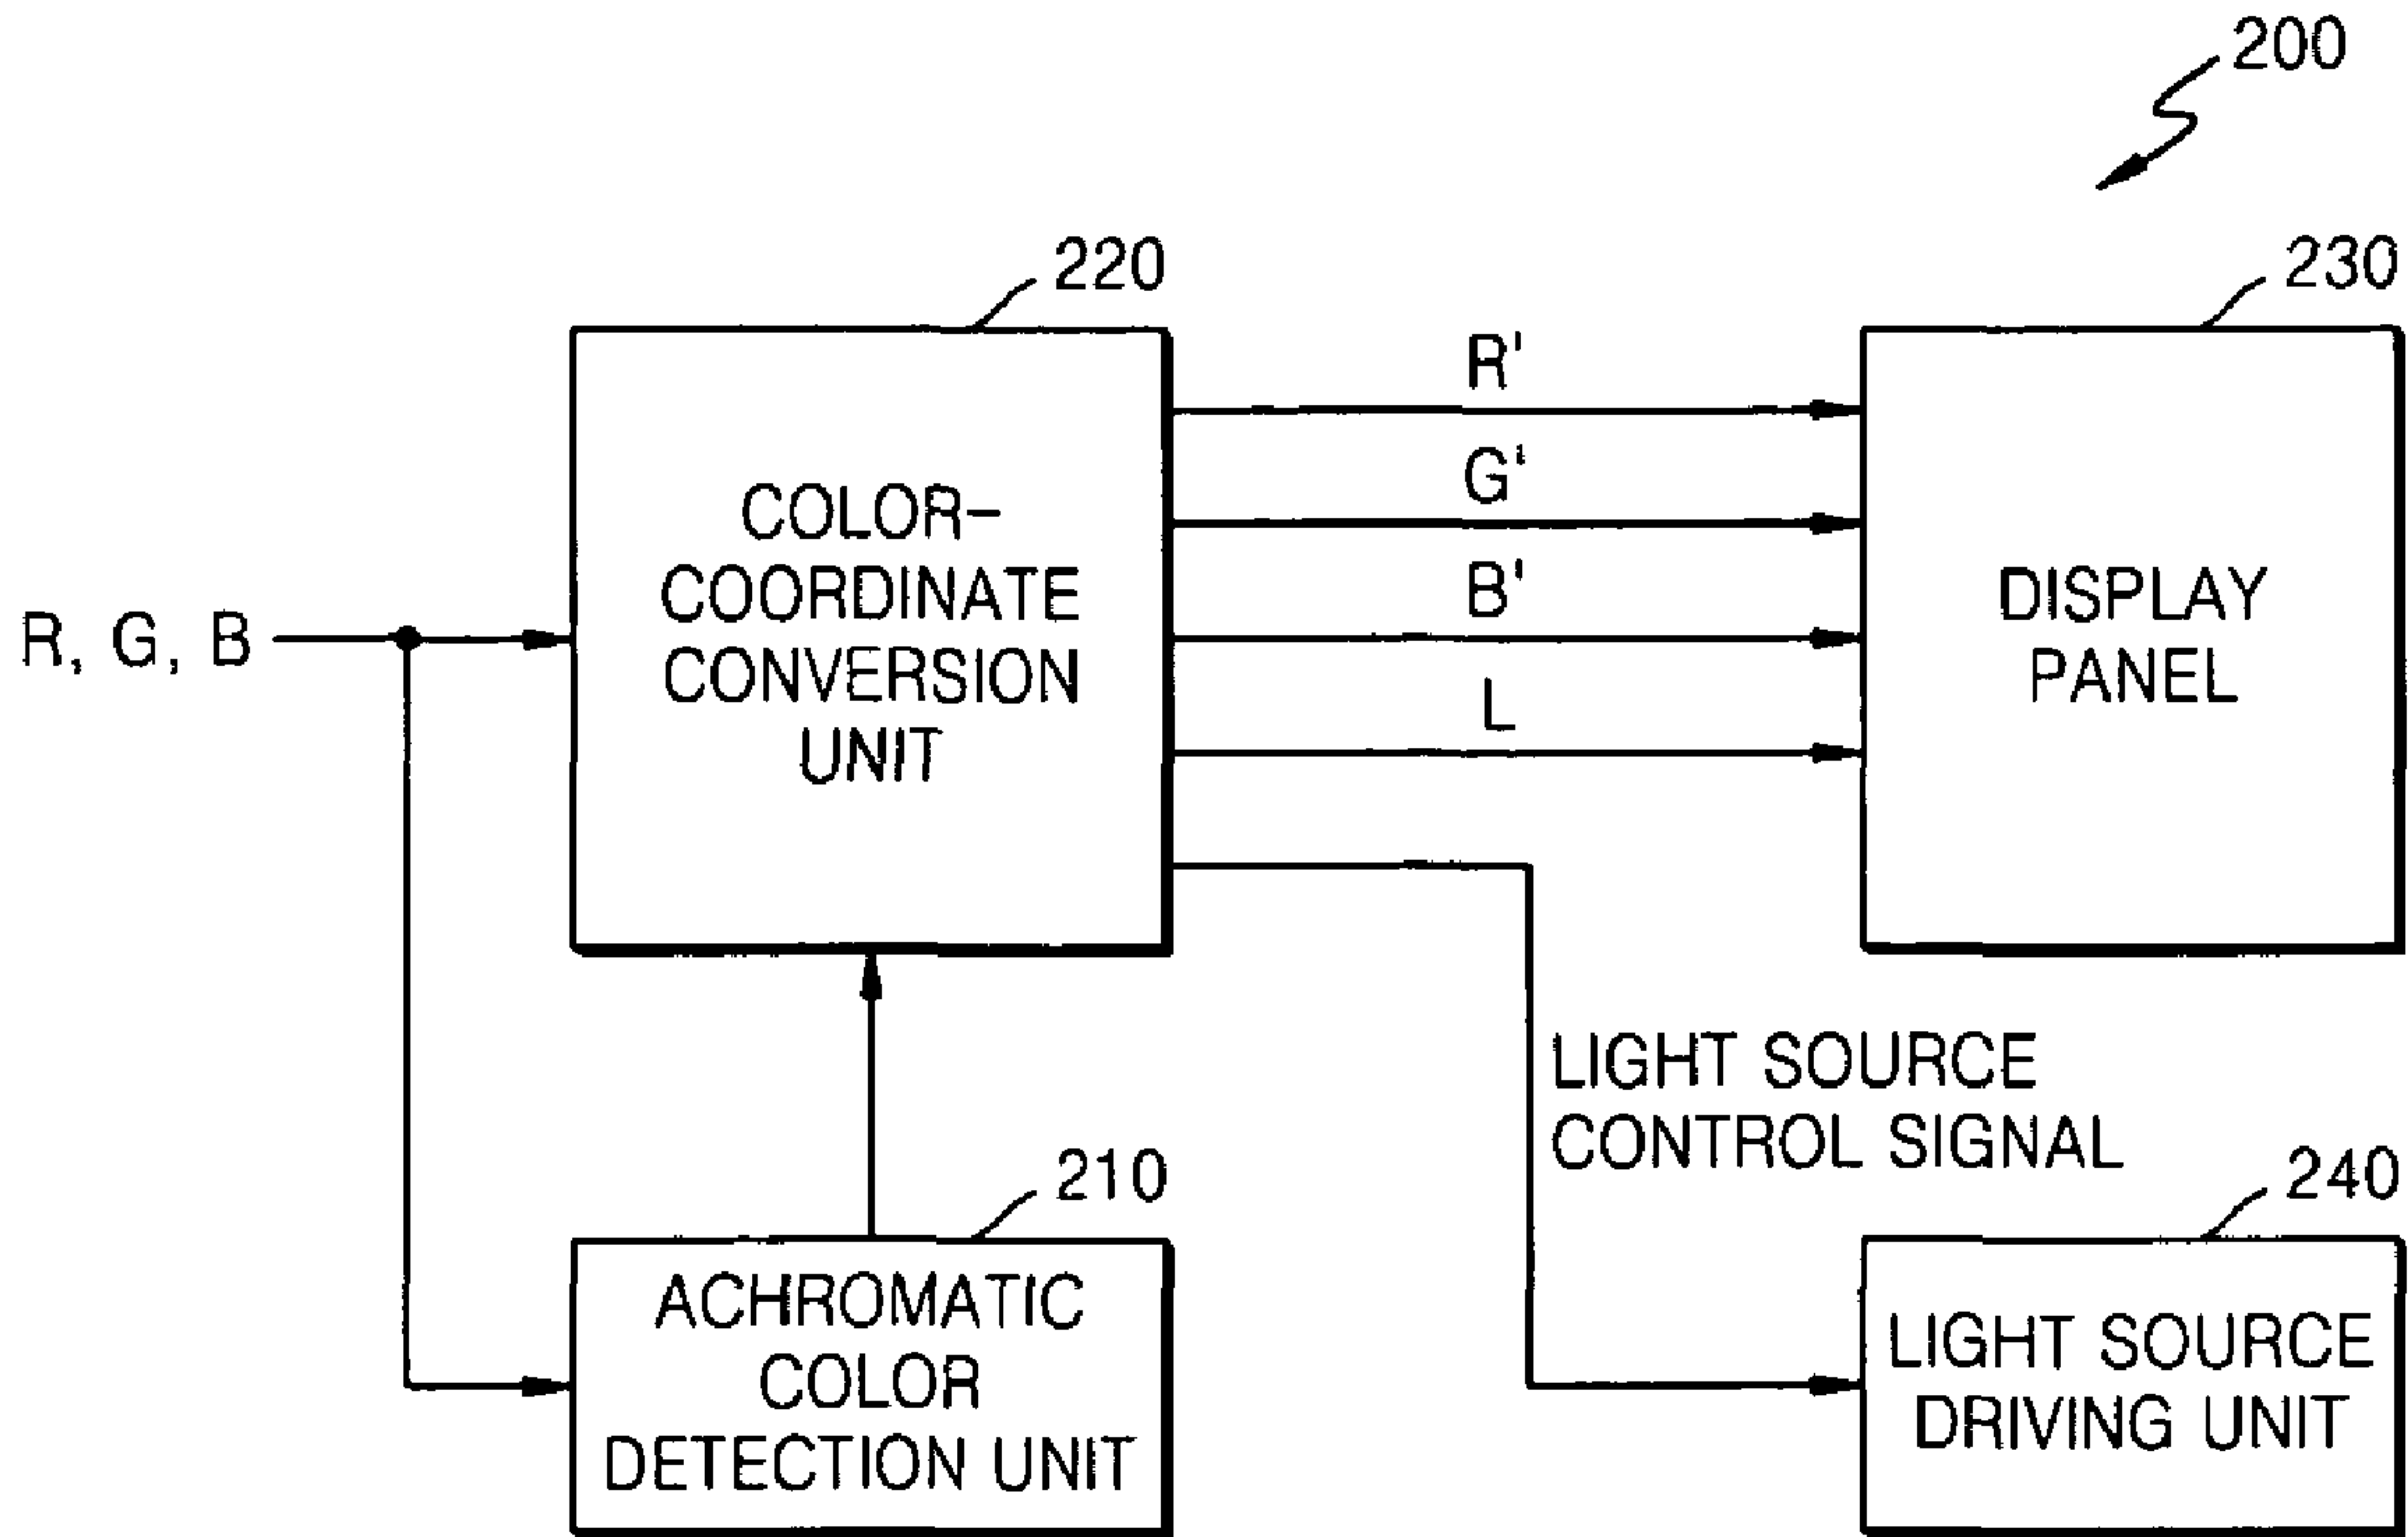 200
220
230
R'
G'
B'
L
COLOR-
COORDINATE
CONVERSION
UNIT
DISPLAY
PANEL
R, G, B
LIGHT SOURCE
CONTROL SIGNAL
210
240
ACHROMATIC
COLOR
DETECTION UNIT
LIGHT SOURCE
DRIVING UNIT